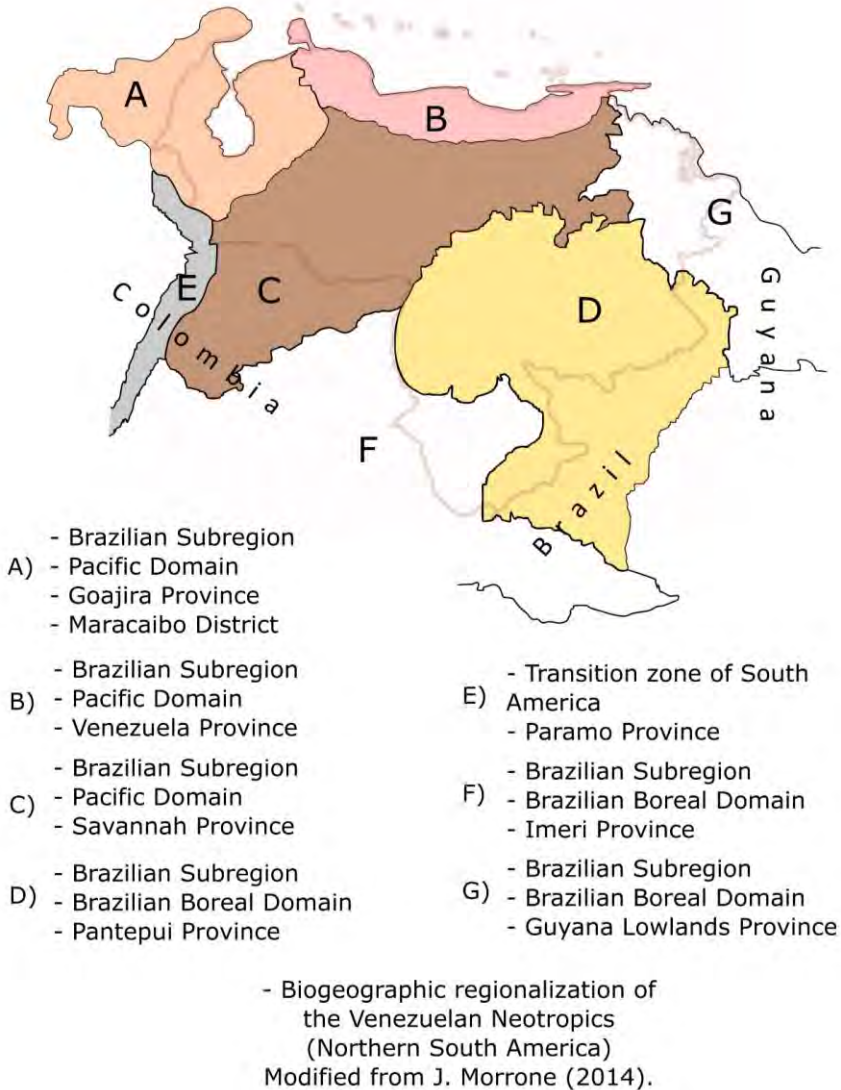 A
B
G
E
C
D
F
Colombia
Guyana
Brazil
A)
- Brazilian Subregion
- Pacific Domain
- Goajira Province
- Maracaibo District
B)
- Brazilian Subregion
- Pacific Domain
- Venezuela Province
C)
- Brazilian Subregion
- Pacific Domain
- Savannah Province
D)
- Brazilian Subregion
- Brazilian Boreal Domain
- Pantepui Province
E)
- Transition zone of South
America
- Paramo Province
F)
- Brazilian Subregion
- Brazilian Boreal Domain
- Imeri Province
G)
- Brazilian Subregion
- Brazilian Boreal Domain
- Guyana Lowlands Province
- Biogeographic regionalization of
the Venezuelan Neotropics
(Northern South America)
Modified from J. Morrone (2014).